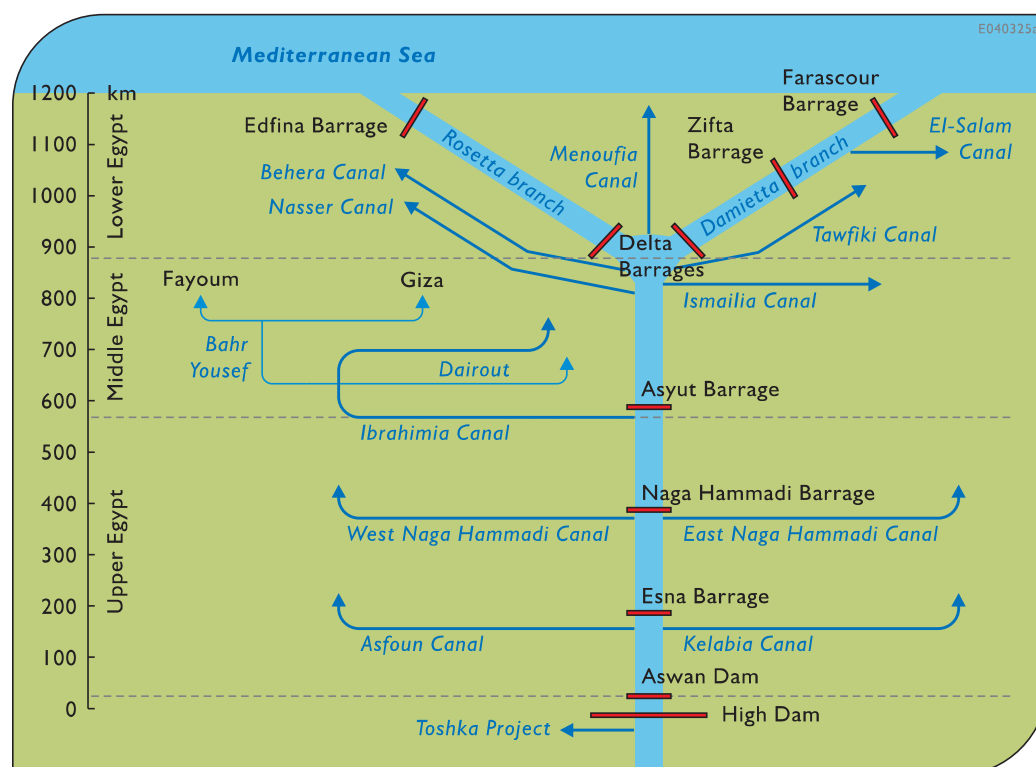 E040325a
Mediterranean Sea
Farascour
Barrage
1200 km
Edfina Barrage
Zifta
Barrage
El-Salam
Canal
1100
Rosetta branch
Menoufia
Canal
Damietta branch
Behera Canal
1000
Nasser Canal
Lower Egypt
Tawfiki Canal
900
Delta
Barrages
Fayoum
Giza
800
Ismailia Canal
Bahr
Yousef
700
Dairout
Middle Egypt
Asyut Barrage
600
Ibrahimia Canal
500
Naga Hammadi Barrage
400
West Naga Hammadi Canal
East Naga Hammadi Canal
300
Upper Egypt
Esna Barrage
200
Asfoun Canal
Kelabia Canal
100
Aswan Dam
0
High Dam
Toshka Project